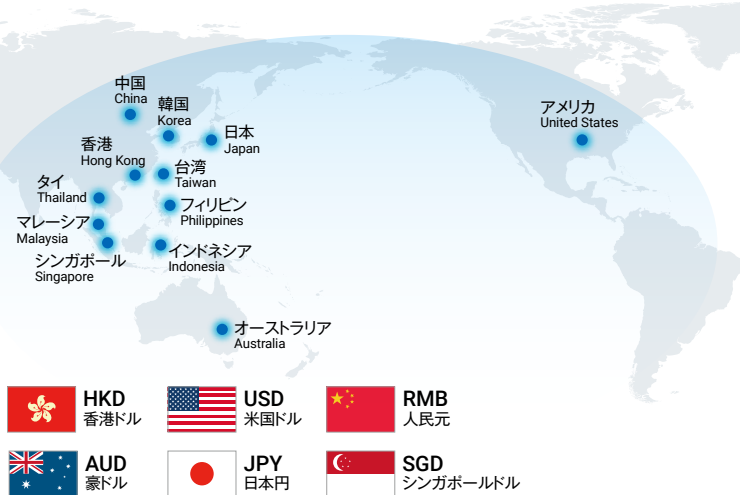 中国
China
韓国
Korea
日本
Japan
香港
Hong Kong
台湾
Taiwan
タイ
Thailand
フィリピン
Philippines
マレーシア
Malaysia
シンガポール
Singapore
インドネシア
Indonesia
オーストラリア
Australia
アメリカ
United States
HKD
香港ドル
USD
米国ドル
RMB
人民元
AUD
豪ドル
JPY
日本円
SGD
シンガポールドル